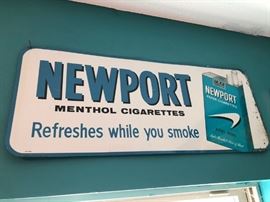 NEWPORT
MENTHOL CIGARETTES
Refreshes while you smoke
NEWPORT